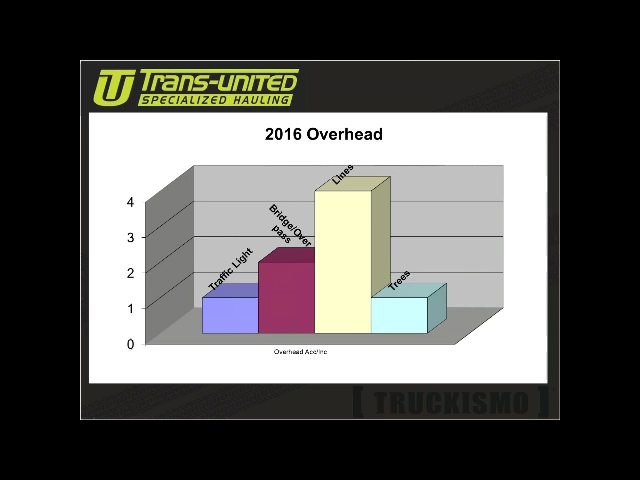 TRANS-UNITED
SPECIALIZED HAULING
2016 Overhead
4
3
2
1
0
Traffic Light
Bridge/Over
pass
Lines
Trees
Overhead Acc/Inc
[ TRUCKISMO ]